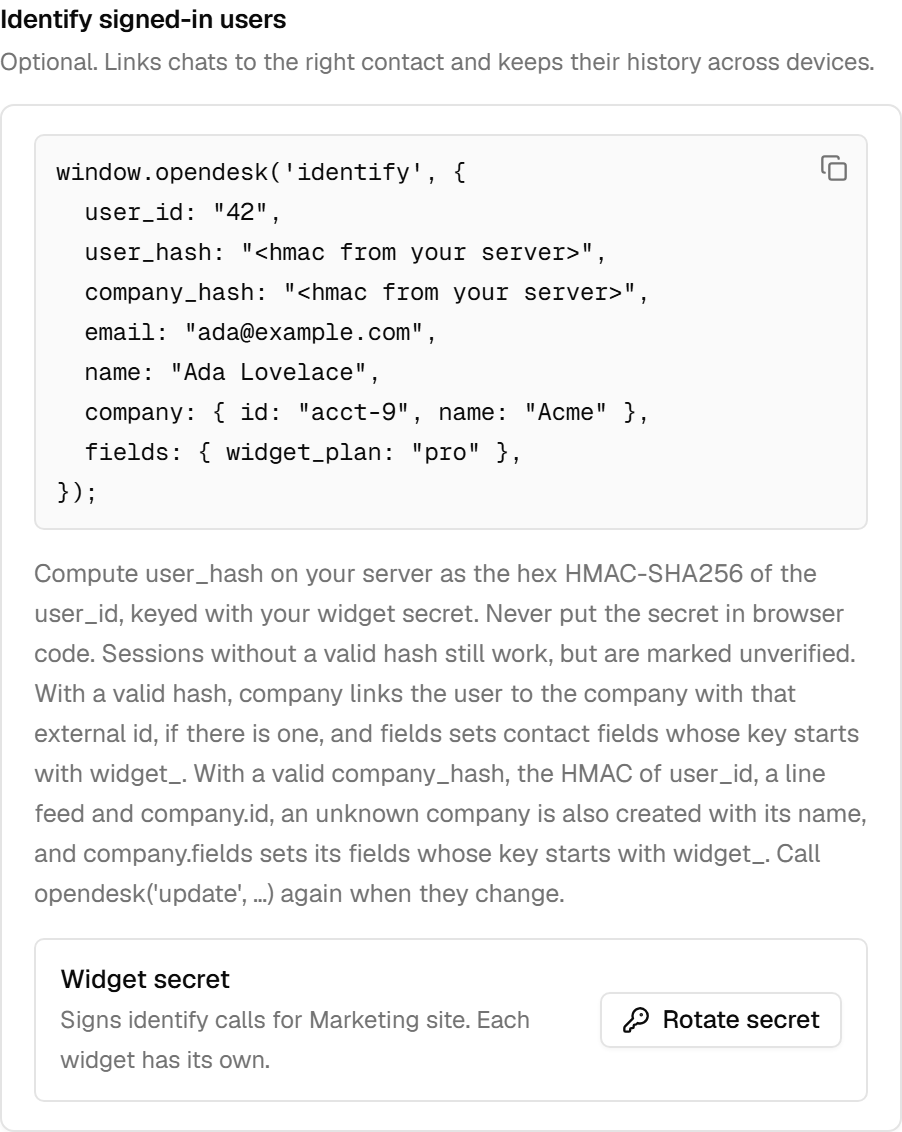 Identify signed-in users
Optional. Links chats to the right contact and keeps their history across devices.
window.opendesk('identify', {
  user_id: "42",
  user_hash: "<hmac from your server>",
  company_hash: "<hmac from your server>",
  email: "ada@example.com",
  name: "Ada Lovelace",
  company: { id: "acct-9", name: "Acme" },
  fields: { widget_plan: "pro" },
});
Compute user_hash on your server as the hex HMAC-SHA256 of the
user_id, keyed with your widget secret. Never put the secret in browser
code. Sessions without a valid hash still work, but are marked unverified.
With a valid hash, company links the user to the company with that
external id, if there is one, and fields sets contact fields whose key starts
with widget_. With a valid company_hash, the HMAC of user_id, a line
feed and company.id, an unknown company is also created with its name,
and company.fields sets its fields whose key starts with widget_. Call
opendesk('update', …) again when they change.
Widget secret
Signs identify calls for Marketing site. Each
widget has its own.
Rotate secret